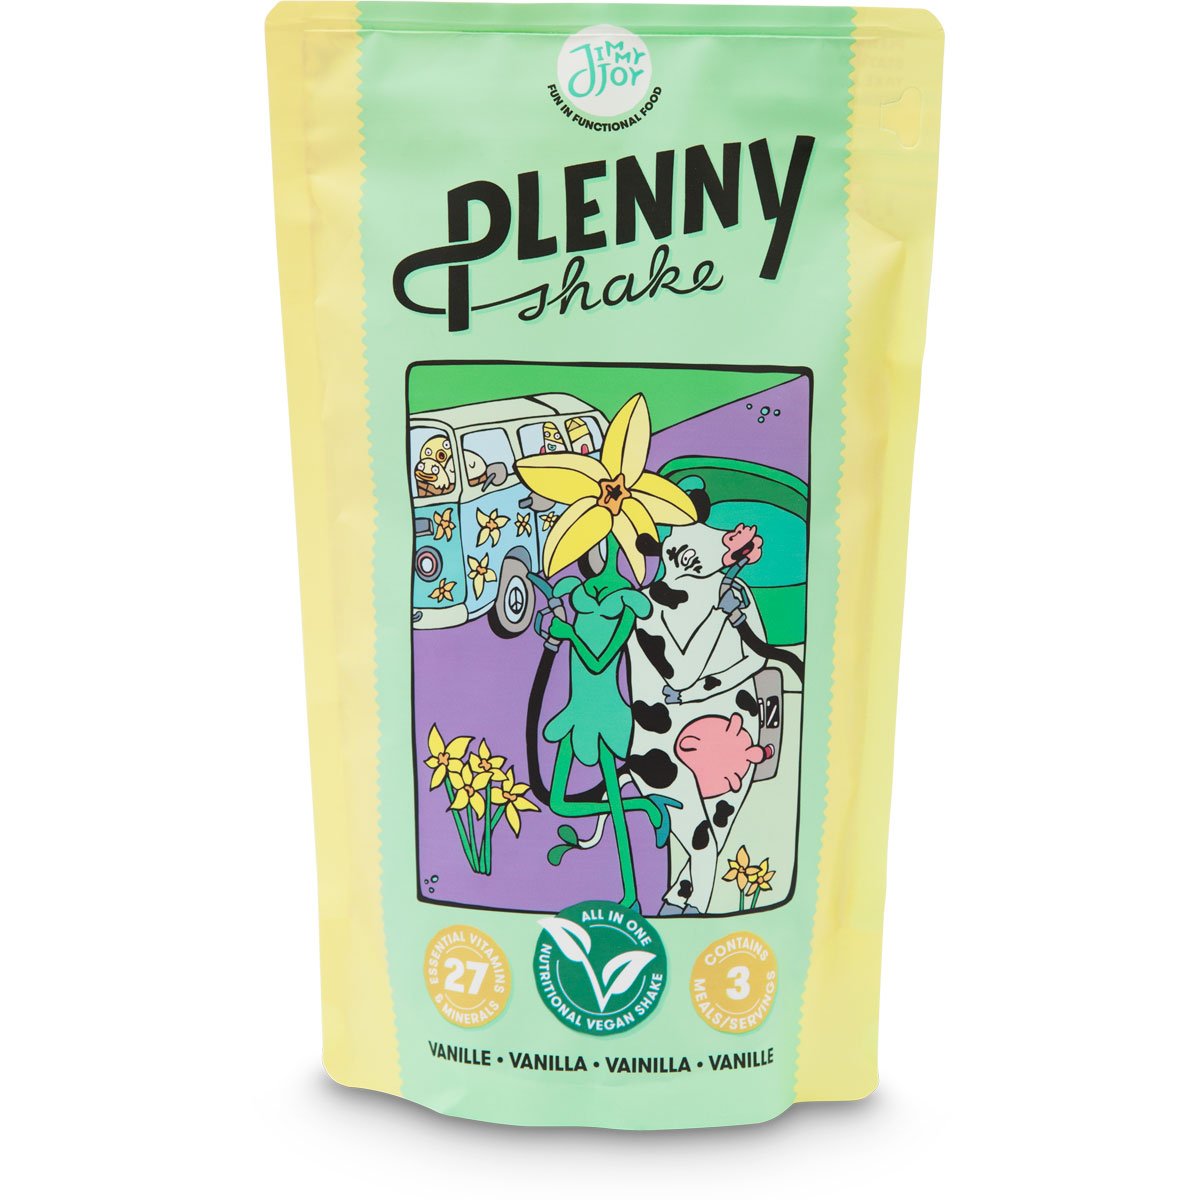 JIMMY JOY
FUN IN FUNCTIONAL FOOD
PLENNY
shake
ESSENTIAL VITAMINS
27
& MINERALS
ALL IN ONE
NUTRITIONAL VEGAN SHAKE
CONTAINS
3
MEALS/SERVINGS
VANILLE • VANILLA • VAINILLA • VANILLE